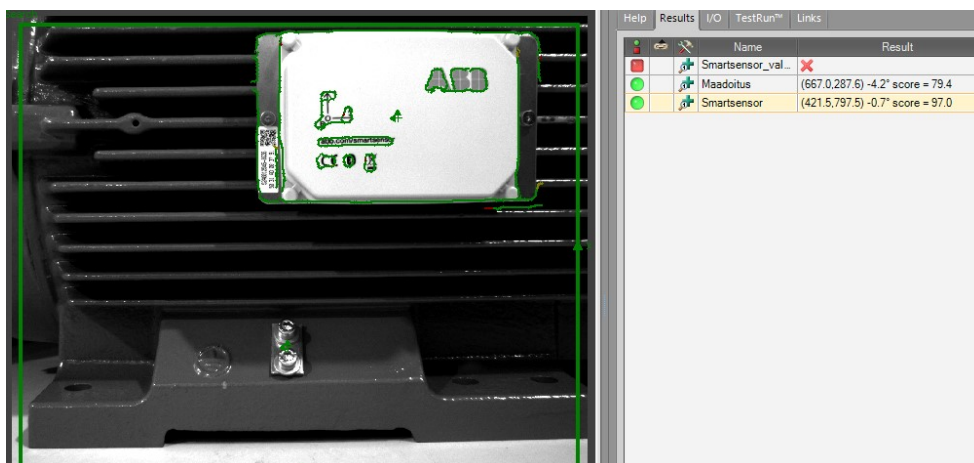 Help Results I/O TestRun™ Links
Name Result
Smartsensor_val...
Maadoitus (667.0,287.6) -4.2° score = 79.4
Smartsensor (421.5,797.5) -0.7° score = 97.0
ABB
abb.com/smartsensor